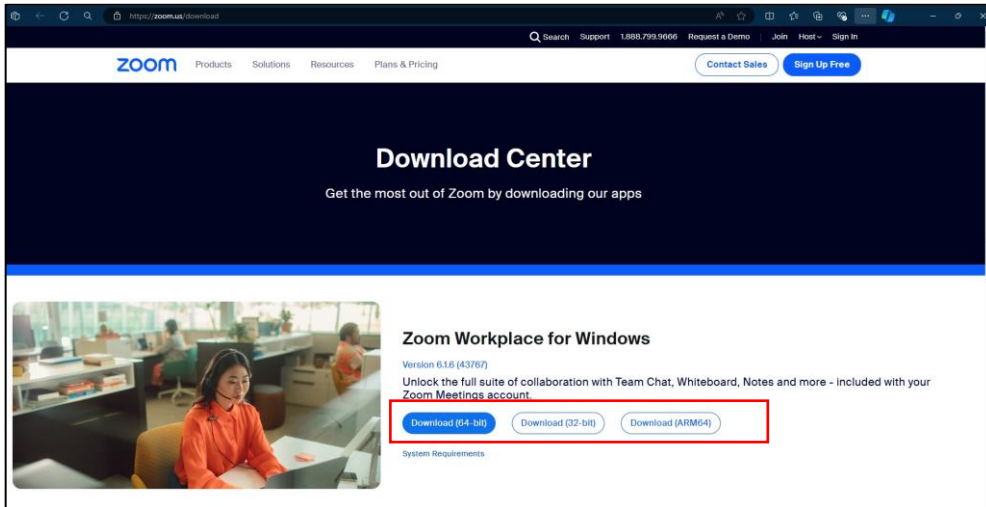 https://zoom.us/download
Search Support 1.888.799.9666 Request a Demo Join Host Sign In
zoom Products Solutions Resources Plans & Pricing Contact Sales Sign Up Free
Download Center
Get the most out of Zoom by downloading our apps
Zoom Workplace for Windows
Version 6.1.6 (43767)
Unlock the full suite of collaboration with Team Chat, Whiteboard, Notes and more - included with your
Zoom Meetings account.
Download (64-bit) Download (32-bit) Download (ARM64)
System Requirements